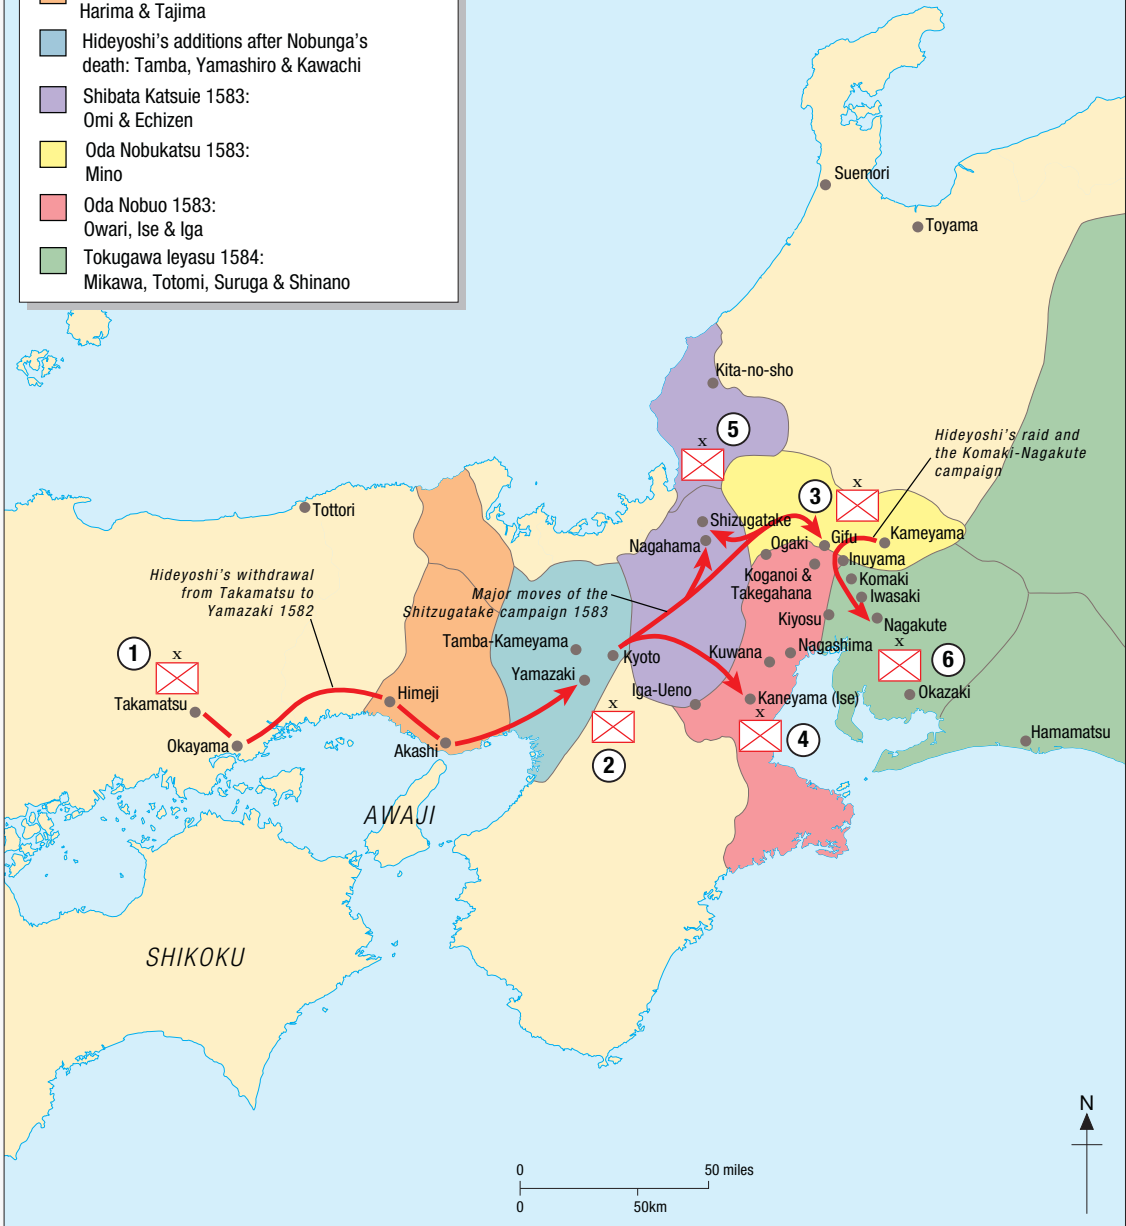 Harima & Tajima
Hideyoshi's additions after Nobunga's
death: Tamba, Yamashiro & Kawachi
Shibata Katsuie 1583:
Omi & Echizen
Oda Nobukatsu 1583:
Mino
Oda Nobuo 1583:
Owari, Ise & Iga
Tokugawa Ieyasu 1584:
Mikawa, Totomi, Suruga & Shinano
Suemori
Toyama
Kita-no-sho
5
x
Hideyoshi's raid and
the Komaki-Nagakute
campaign
3
x
Tottori
Shizugatake
Nagahama
Ogaki
Gifu
Kameyama
Inuyama
Koganoi &
Takegahana
Komaki
Iwasaki
Hideyoshi's withdrawal
from Takamatsu to
Yamazaki 1582
Major moves of the
Shitzugatake campaign 1583
Kiyosu
Nagakute
1
x
Tamba-Kameyama
Kyoto
Kuwana
Nagashima
x
6
Yamazaki
Takamatsu
Himeji
Iga-Ueno
Kaneyama (Ise)
Okazaki
x
2
x
4
Okayama
Akashi
Hamamatsu
AWAJI
SHIKOKU
N
0
50 miles
0
50km